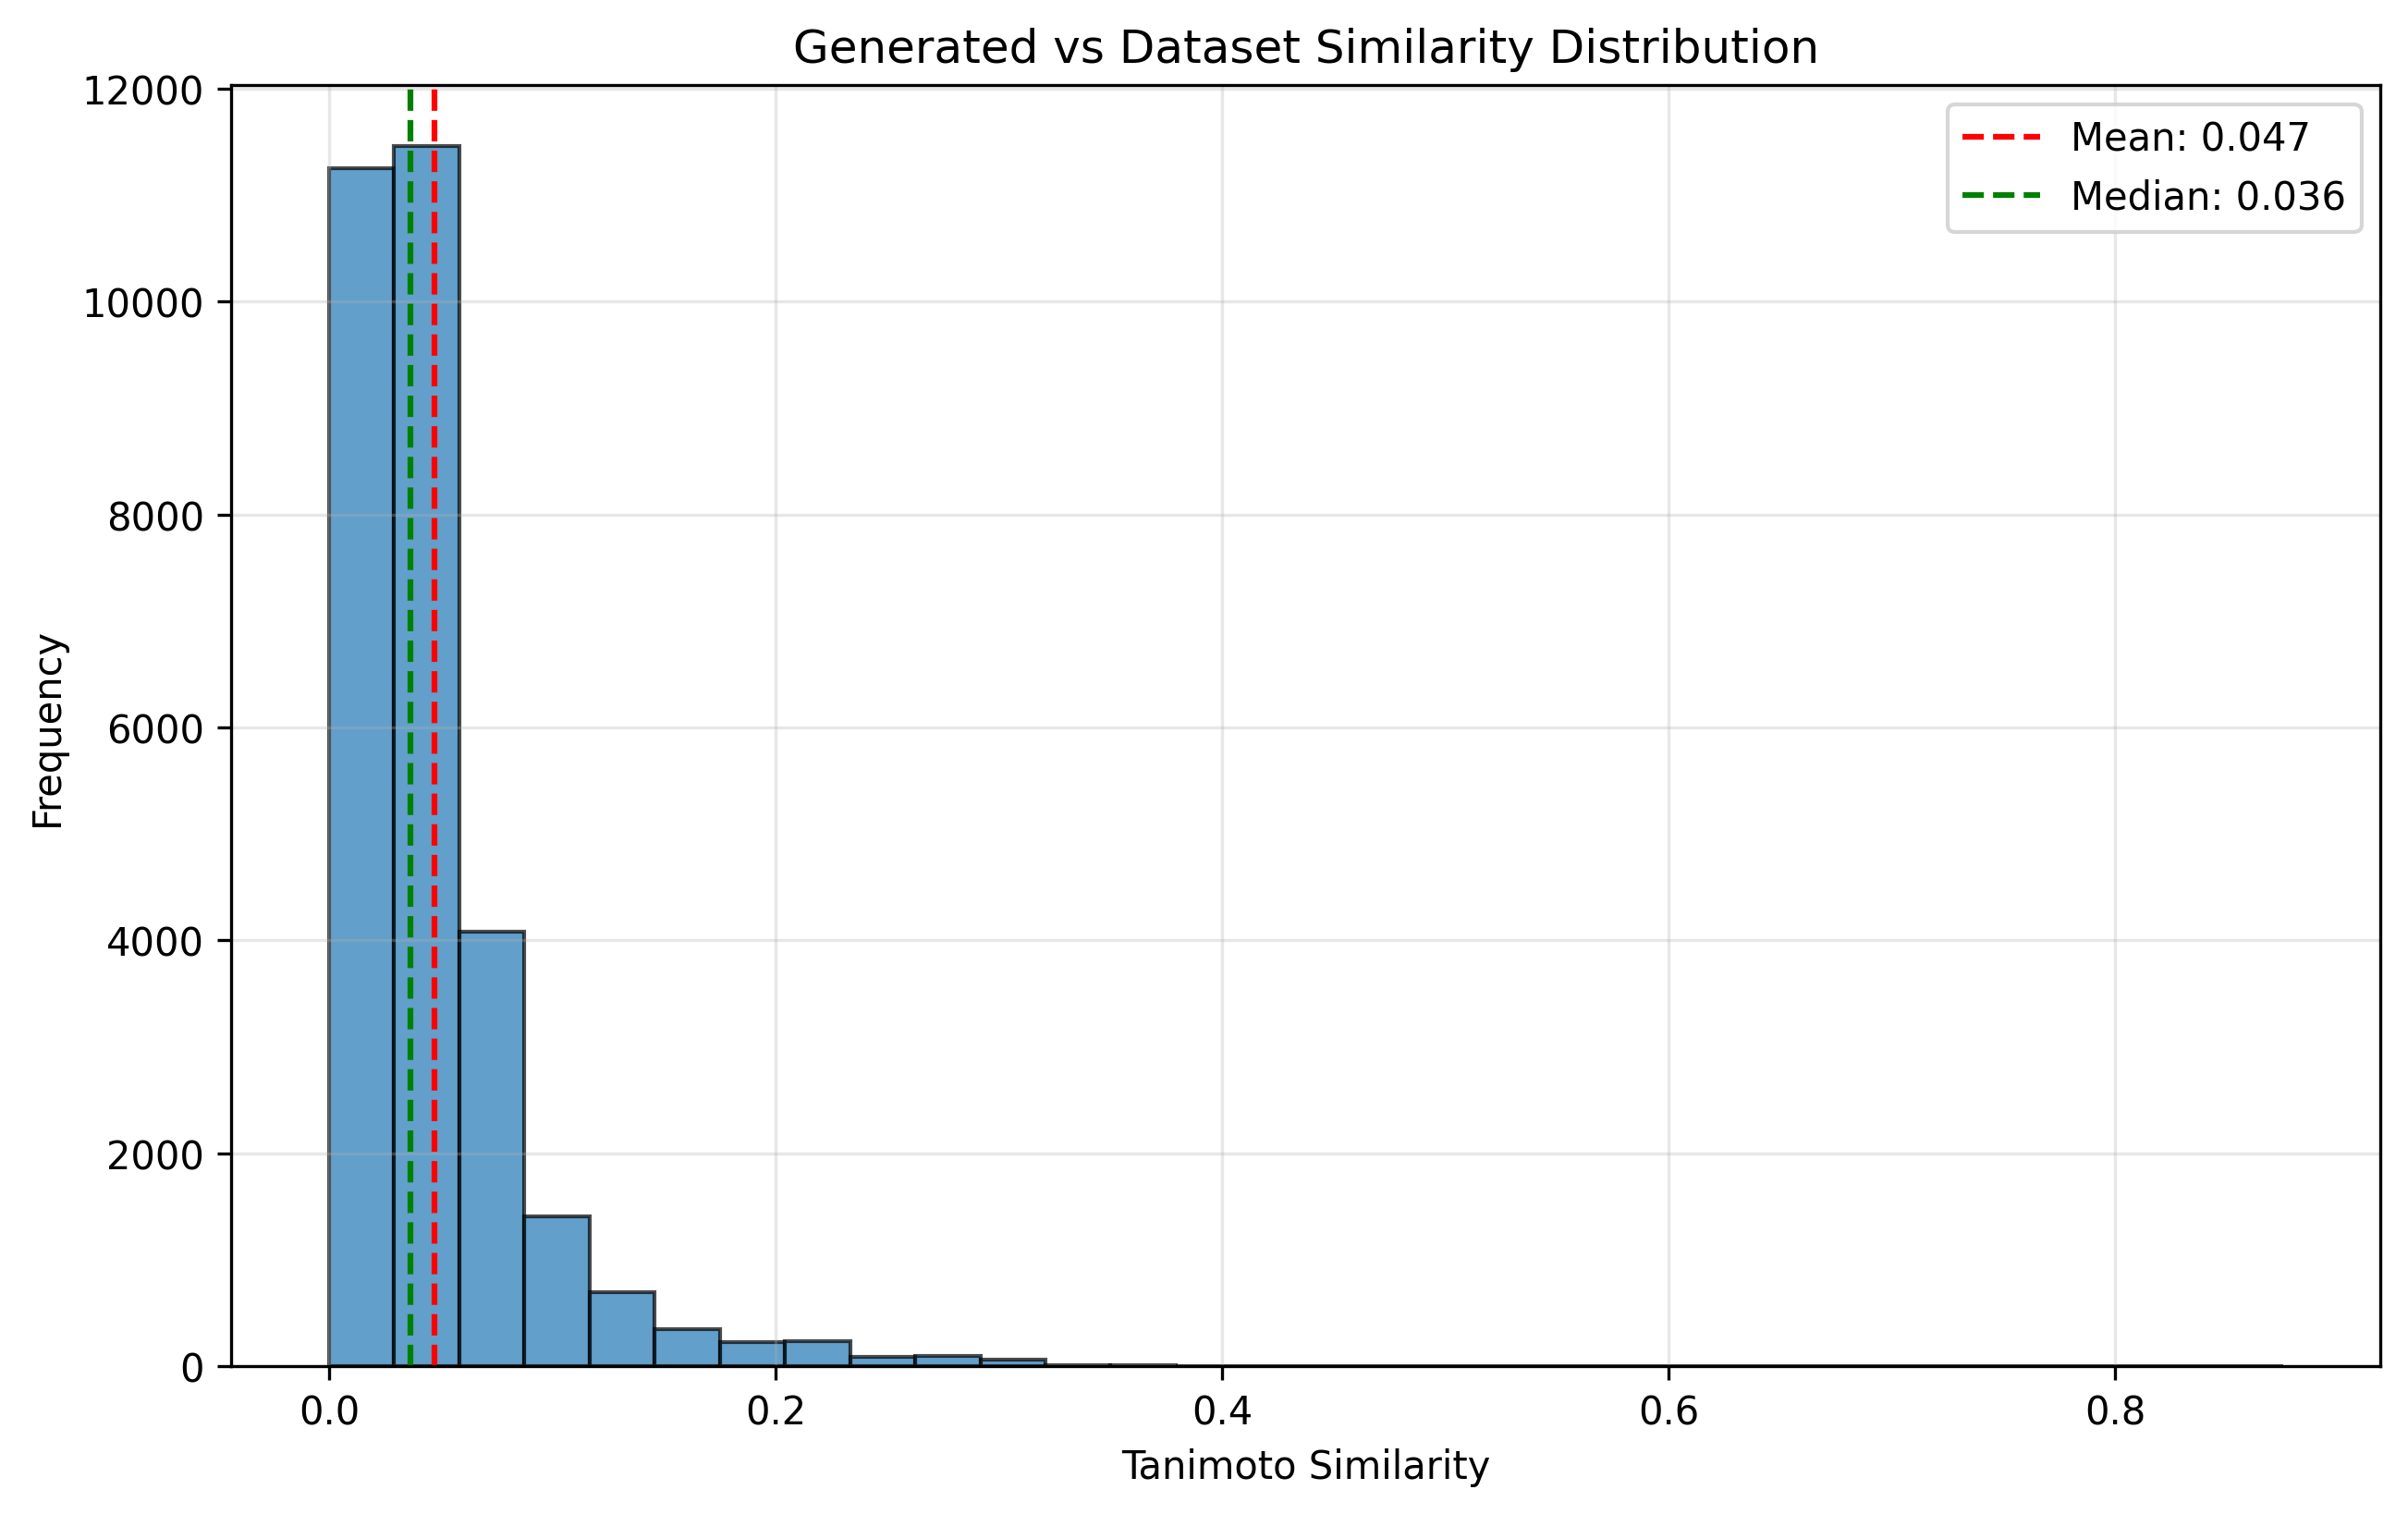 Generated vs Dataset Similarity Distribution
Mean: 0.047
Median: 0.036
12000
10000
8000
6000
4000
2000
0
Frequency
0.0 0.2 0.4 0.6 0.8
Tanimoto Similarity